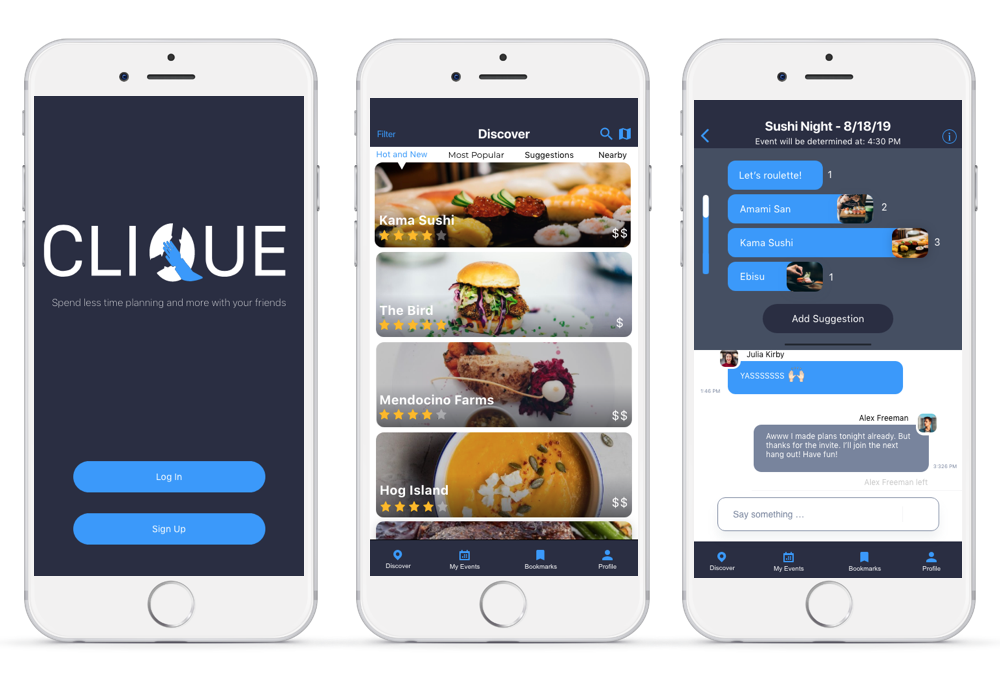 CLIQUE
Spend less time planning and more with your friends
Log In
Sign Up
Filter
Discover
Hot and New
Most Popular
Suggestions
Nearby
Kama Sushi
$$
The Bird
$
Mendocino Farms
$$
Hog Island
$$
Discover
My Events
Bookmarks
Profile
Sushi Night - 8/18/19
Event will be determined at: 4:30 PM
Let's roulette! 1
Amami San 2
Kama Sushi 3
Ebisu 1
Add Suggestion
Julia Kirby
YASSSSSSS 🙌🏻
1:46 PM
Alex Freeman
Awww I made plans tonight already. But
thanks for the invite. I'll join the next
hang out! Have fun!
3:326 PM
Alex Freeman left
Say something ...
Discover
My Events
Bookmarks
Profile